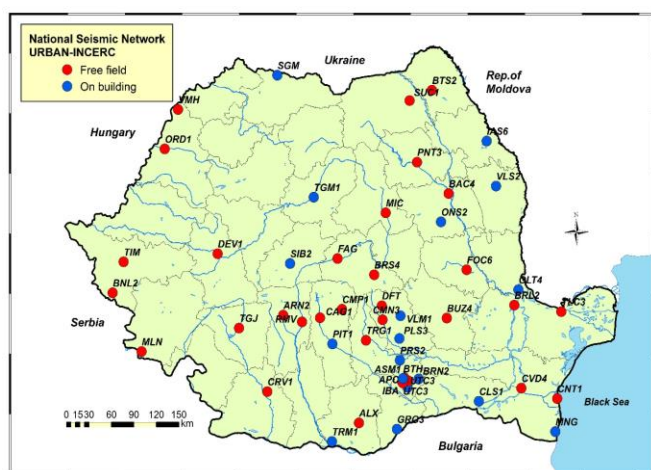 National Seismic Network
URBAN-INCERC
Free field
On building
SGM
Ukraine
BTS2
SUC1
Rep.of
Moldova
Hungary
ORD1
IAS6
PNT3
VLS2
TGM1
BAC4
MIC
ONS2
DEV1
FAG
TIM
SIB2
BRS4
FOC6
BNL2
GLT4
BRL2
TLC3
ARN2
CMP1
DFT
Serbia
TGJ
RMV
CAU1
CMN3
VLM1
BUZ4
PIT1
TRG1
PLS3
MLN
PRS2
ASM1
BTH
BRN2
APC
UTC3
CRV1
IBA
UTC3
CLS1
CVD4
CNT1
Black Sea
0 15 30 60 90 120 150
km
ALX
GRG3
MNG
TRM1
Bulgaria